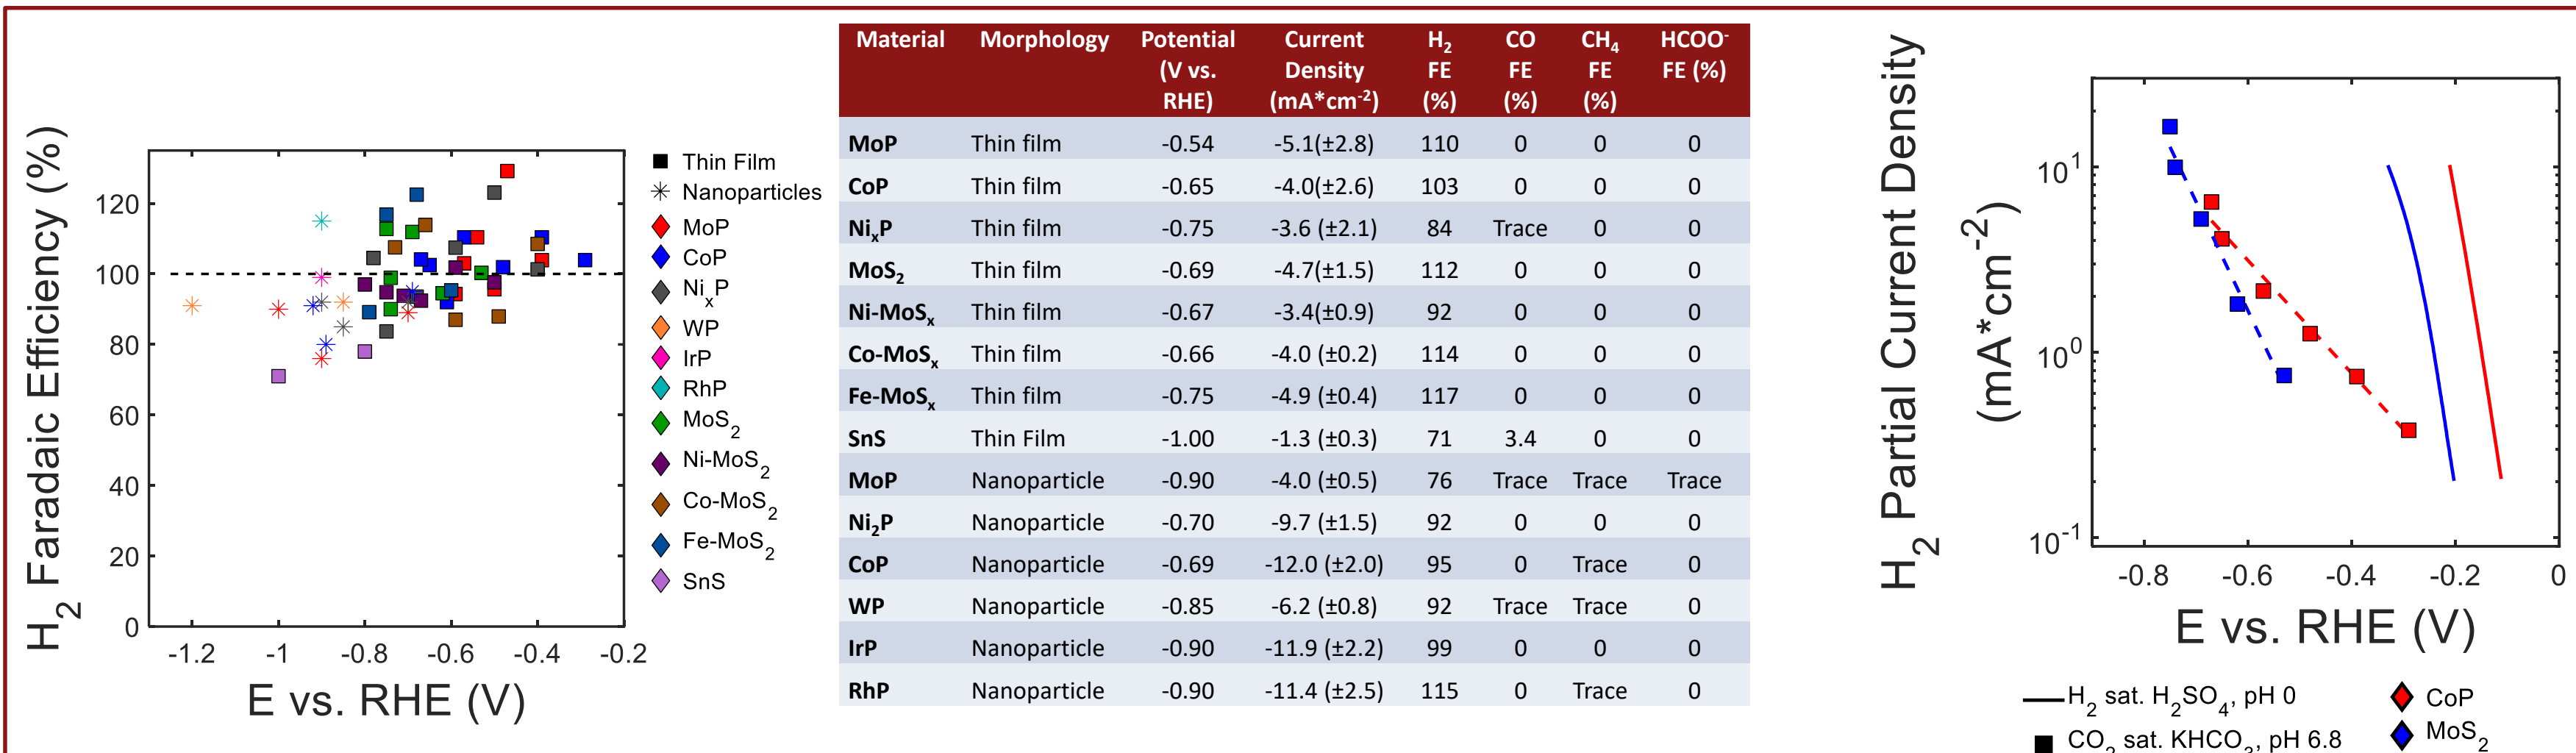 H2 Faradaic Efficiency (%)
120
100
80
60
40
20
0
-1.2 -1 -0.8 -0.6 -0.4 -0.2
E vs. RHE (V)
Thin Film
Nanoparticles
MoP
CoP
NixP
WP
IrP
RhP
MoS2
Ni-MoS2
Co-MoS2
Fe-MoS2
SnS
Material Morphology Potential (V vs. RHE) Current Density (mA*cm-2) H2 FE (%) CO FE (%) CH4 FE (%) HCOO- FE (%)
MoP Thin film -0.54 -5.1(±2.8) 110 0 0 0
CoP Thin film -0.65 -4.0(±2.6) 103 0 0 0
NixP Thin film -0.75 -3.6 (±2.1) 84 Trace 0 0
MoS2 Thin film -0.69 -4.7(±1.5) 112 0 0 0
Ni-MoSx Thin film -0.67 -3.4(±0.9) 92 0 0 0
Co-MoSx Thin film -0.66 -4.0 (±0.2) 114 0 0 0
Fe-MoSx Thin film -0.75 -4.9 (±0.4) 117 0 0 0
SnS Thin Film -1.00 -1.3 (±0.3) 71 3.4 0 0
MoP Nanoparticle -0.90 -4.0 (±0.5) 76 Trace Trace Trace
Ni2P Nanoparticle -0.70 -9.7 (±1.5) 92 0 0 0
CoP Nanoparticle -0.69 -12.0 (±2.0) 95 0 Trace 0
WP Nanoparticle -0.85 -6.2 (±0.8) 92 Trace Trace 0
IrP Nanoparticle -0.90 -11.9 (±2.2) 99 0 0 0
RhP Nanoparticle -0.90 -11.4 (±2.5) 115 0 Trace 0
H2 Partial Current Density
(mA*cm-2)
10^1
10^0
10^-1
-0.8 -0.6 -0.4 -0.2 0
E vs. RHE (V)
H2 sat. H2SO4, pH 0
CO2 sat. KHCO3, pH 6.8
CoP
MoS2